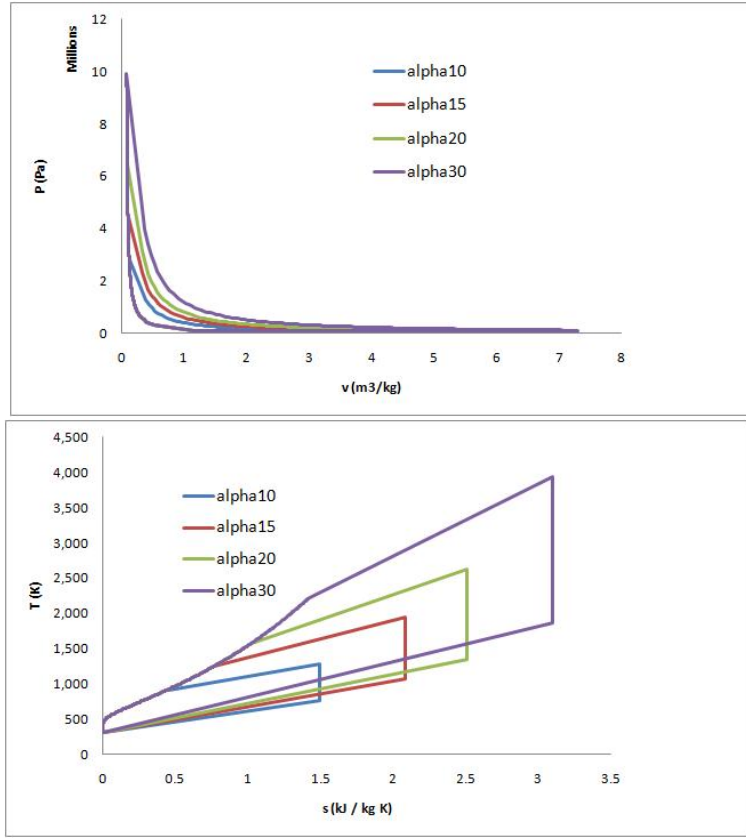 12
10
8
6
4
2
0
Millions
P (Pa)
alpha10
alpha15
alpha20
alpha30
0 1 2 3 4 5 6 7 8
v (m3/kg)
4,500
4,000
3,500
3,000
2,500
2,000
1,500
1,000
500
0
T (K)
alpha10
alpha15
alpha20
alpha30
0 0.5 1 1.5 2 2.5 3 3.5
s (kJ / kg K)